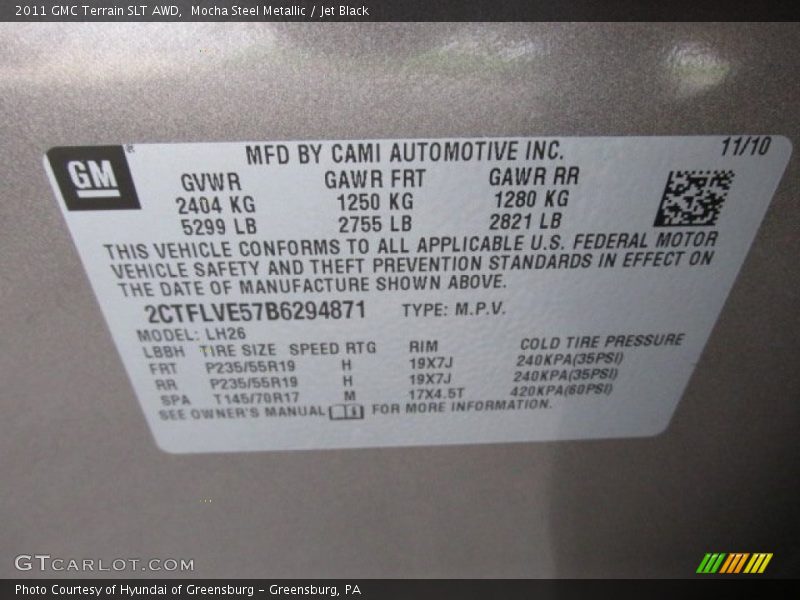 2011 GMC Terrain SLT AWD, Mocha Steel Metallic / Jet Black
GM
MFD BY CAMI AUTOMOTIVE INC.
11/10
GVWR GAWR FRT GAWR RR
2404 KG 1250 KG 1280 KG
5299 LB 2755 LB 2821 LB
THIS VEHICLE CONFORMS TO ALL APPLICABLE U.S. FEDERAL MOTOR
VEHICLE SAFETY AND THEFT PREVENTION STANDARDS IN EFFECT ON
THE DATE OF MANUFACTURE SHOWN ABOVE.
2CTFLVE57B6294871 TYPE: M.P.V.
MODEL: LH26
LBBH TIRE SIZE SPEED RTG RIM COLD TIRE PRESSURE
FRT P235/55R19 H 19X7J 240KPA(35PSI)
RR P235/55R19 H 19X7J 240KPA(35PSI)
SPA T145/70R17 M 17X4.5T 420KPA(60PSI)
SEE OWNER'S MANUAL FOR MORE INFORMATION.
GTCARLOT.COM
Photo Courtesy of Hyundai of Greensburg - Greensburg, PA